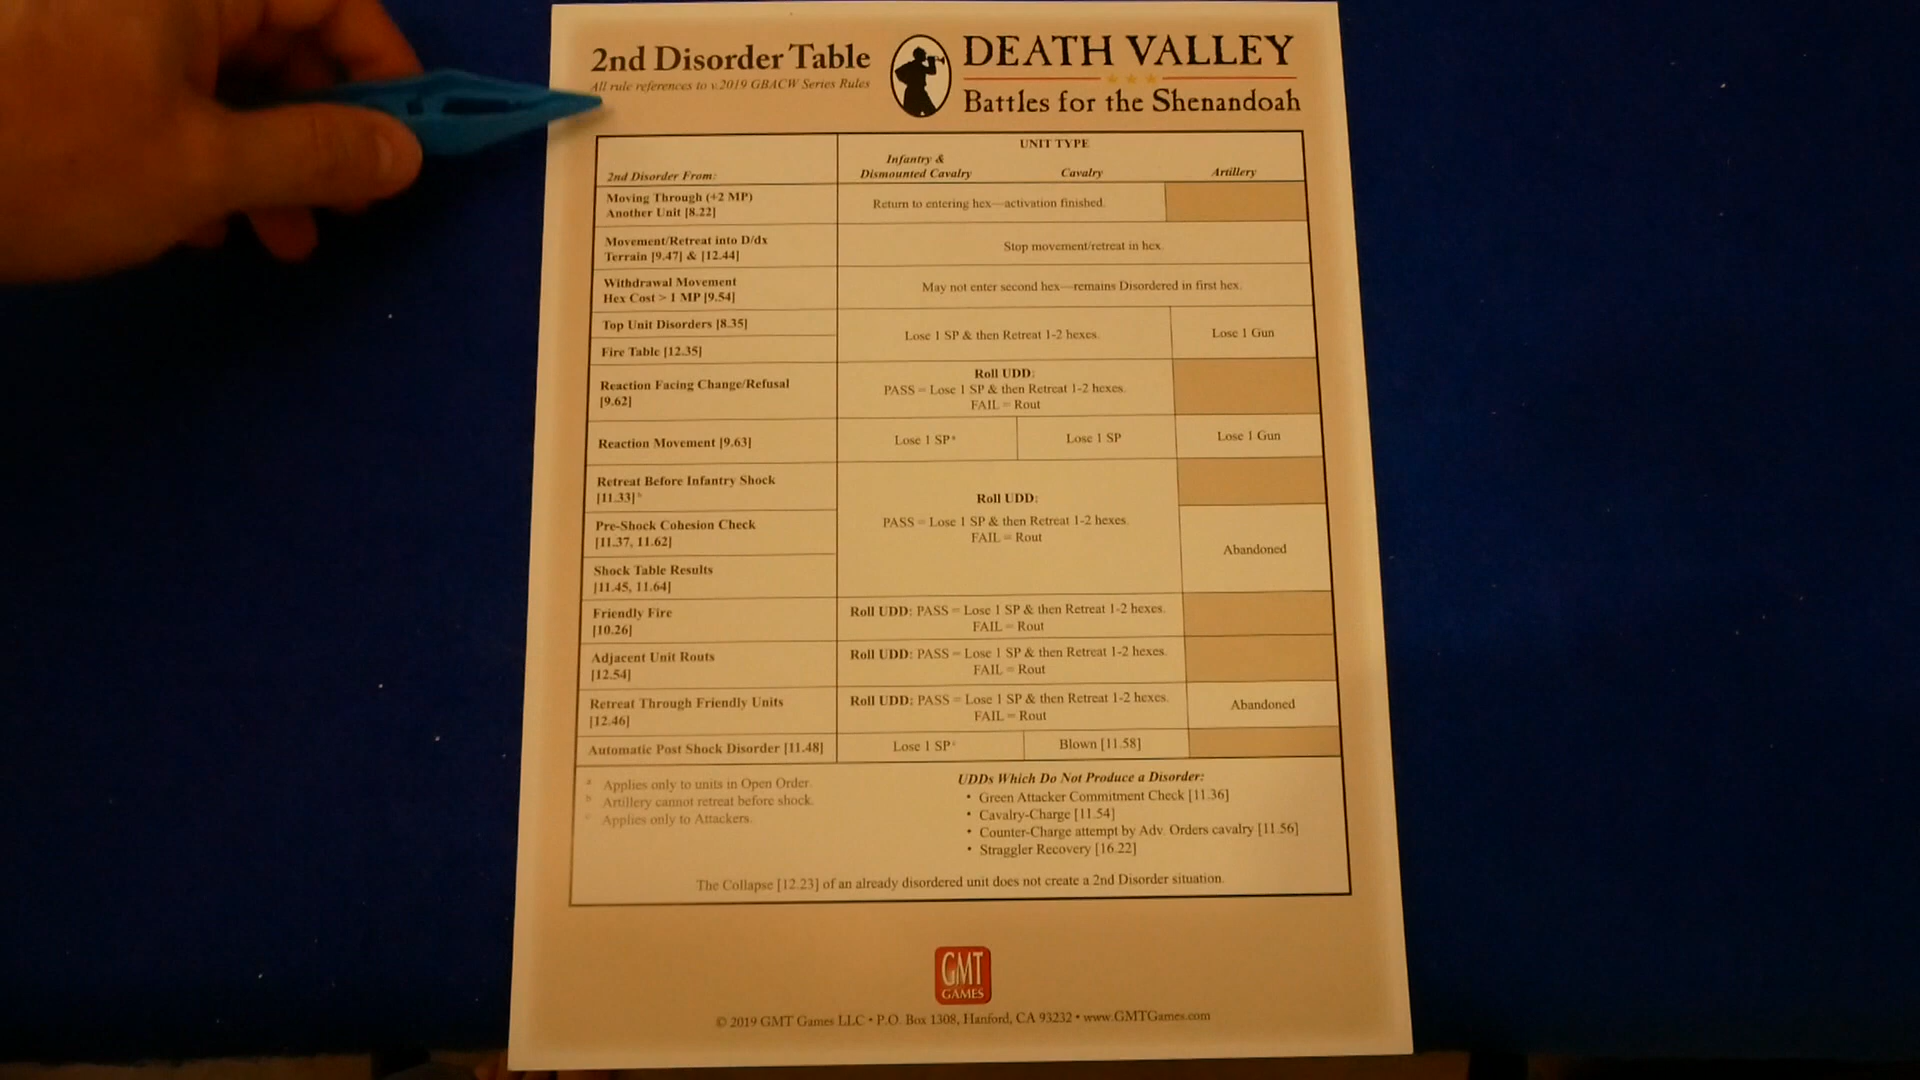 2nd Disorder Table
All rule references to v.2019 GBACW Series Rules
DEATH VALLEY
Battles for the Shenandoah
UNIT TYPE
2nd Disorder From:
Infantry &
Dismounted Cavalry
Cavalry
Artillery
Moving Through (+2 MP)
Another Unit [8.22]
Return to entering hex—activation finished.
Movement/Retreat into D/dx
Terrain [9.47] & [12.44]
Stop movement/retreat in hex.
Withdrawal Movement
Hex Cost > 1 MP [9.54]
May not enter second hex—remains Disordered in first hex.
Top Unit Disorders [8.35]
Fire Table [12.35]
Lose 1 SP & then Retreat 1-2 hexes.
Lose 1 Gun
Reaction Facing Change/Refusal
[9.62]
Roll UDD:
PASS = Lose 1 SP & then Retreat 1-2 hexes.
FAIL = Rout
Reaction Movement [9.63]
Lose 1 SPa
Lose 1 SP
Lose 1 Gun
Retreat Before Infantry Shock
[11.33]b
Pre-Shock Cohesion Check
[11.37, 11.62]
Shock Table Results
[11.45, 11.64]
Roll UDD:
PASS = Lose 1 SP & then Retreat 1-2 hexes.
FAIL = Rout
Abandoned
Friendly Fire
[10.26]
Roll UDD: PASS = Lose 1 SP & then Retreat 1-2 hexes.
FAIL = Rout
Adjacent Unit Routs
[12.54]
Roll UDD: PASS = Lose 1 SP & then Retreat 1-2 hexes.
FAIL = Rout
Retreat Through Friendly Units
[12.46]
Roll UDD: PASS = Lose 1 SP & then Retreat 1-2 hexes.
FAIL = Rout
Abandoned
Automatic Post Shock Disorder [11.48]
Lose 1 SPc
Blown [11.58]
a Applies only to units in Open Order.
b Artillery cannot retreat before shock.
c Applies only to Attackers.
UDDs Which Do Not Produce a Disorder:
• Green Attacker Commitment Check [11.36]
• Cavalry-Charge [11.54]
• Counter-Charge attempt by Adv. Orders cavalry [11.56]
• Straggler Recovery [16.22]
The Collapse [12.23] of an already disordered unit does not create a 2nd Disorder situation.
GMT
GAMES
© 2019 GMT Games LLC • P.O. Box 1308, Hanford, CA 93232 • www.GMTGames.com